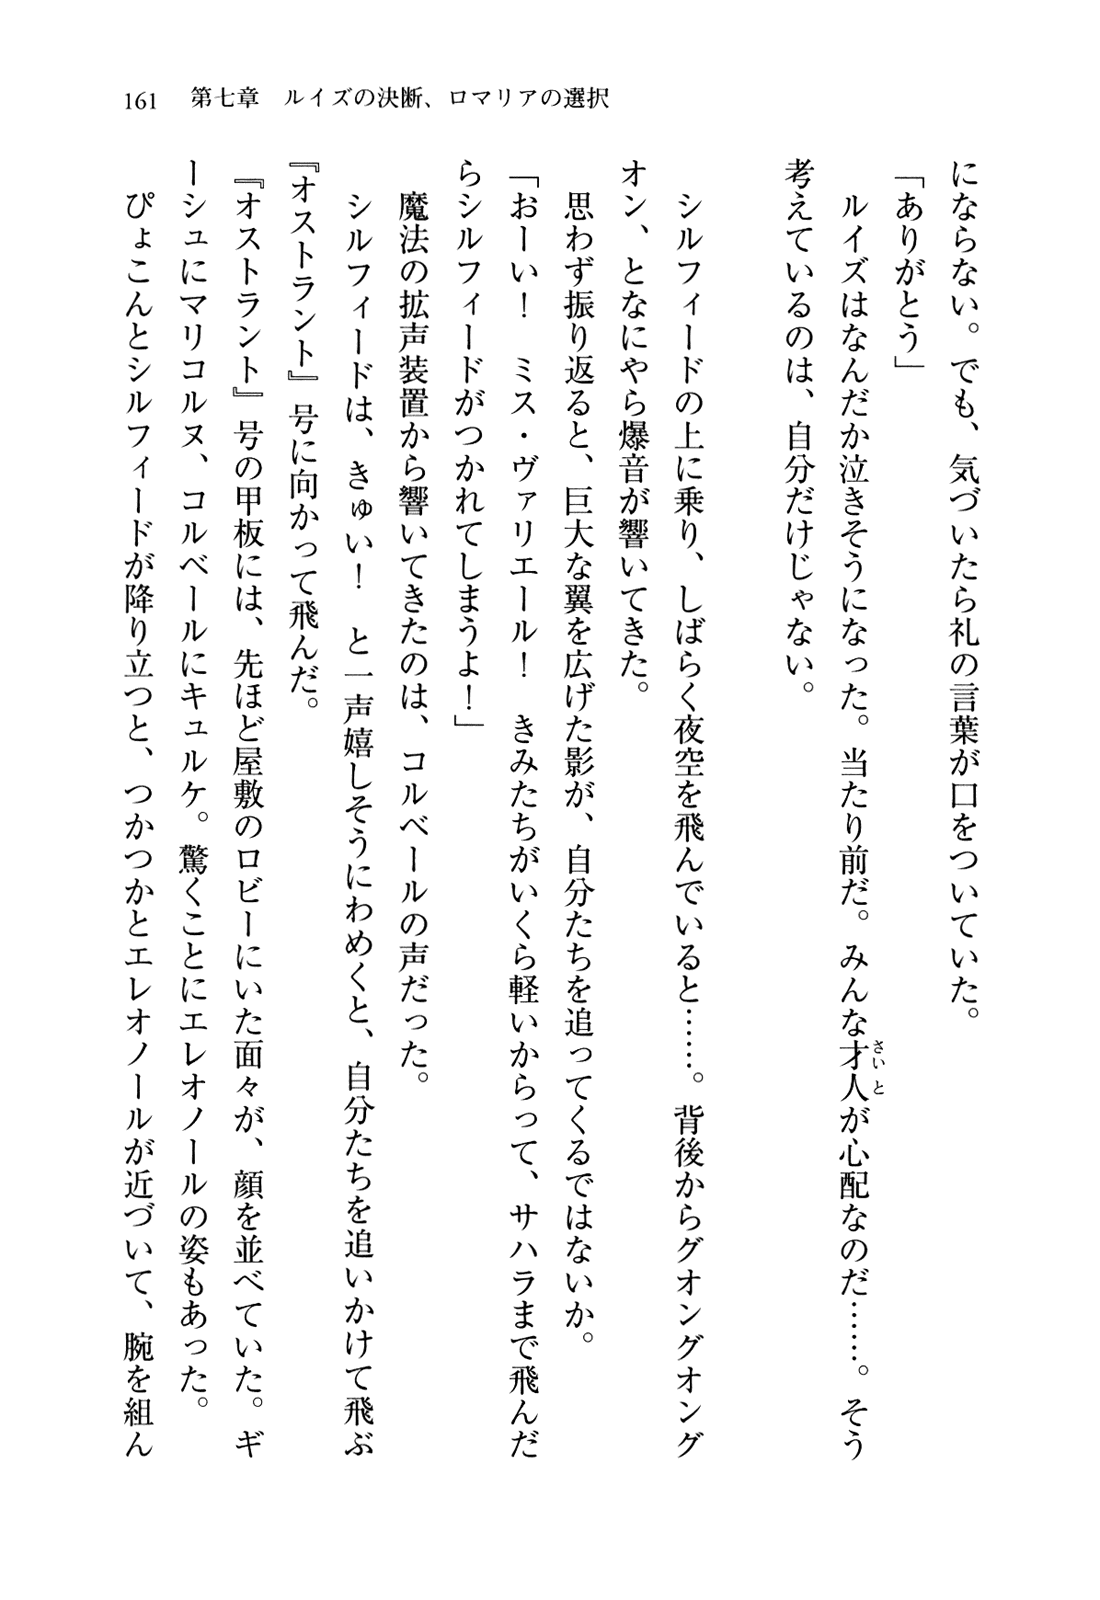 161　第七章　ルイズの決断、ロマリアの選択
にならない。でも、気づいたら礼の言葉が口をついていた。
「ありがとう」
　ルイズはなんだか泣きそうになった。当たり前だ。みんな才人が心配なのだ……。そう
さいと
考えているのは、自分だけじゃない。
　シルフィードの上に乗り、しばらく夜空を飛んでいると……。背後からグオングオング
オン、となにやら爆音が響いてきた。
　思わず振り返ると、巨大な翼を広げた影が、自分たちを追ってくるではないか。
「おーい！　ミス・ヴァリエール！　きみたちがいくら軽いからって、サハラまで飛んだ
らシルフィードがつかれてしまうよ！」
　魔法の拡声装置から響いてきたのは、コルベールの声だった。
　シルフィードは、きゅい！　と一声嬉しそうにわめくと、自分たちを追いかけて飛ぶ
『オストラント』号に向かって飛んだ。
　『オストラント』号の甲板には、先ほど屋敷のロビーにいた面々が、顔を並べていた。ギ
ーシュにマリコルヌ、コルベールにキュルケ。驚くことにエレオノールの姿もあった。
　ぴょこんとシルフィードが降り立つと、つかつかとエレオノールが近づいて、腕を組ん